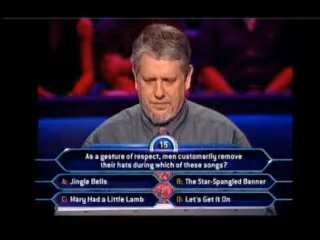 15
As a gesture of respect, men customarily remove
their hats during which of these songs?
A: Jingle Bells
B: The Star-Spangled Banner
C: Mary Had a Little Lamb
D: Let's Get It On